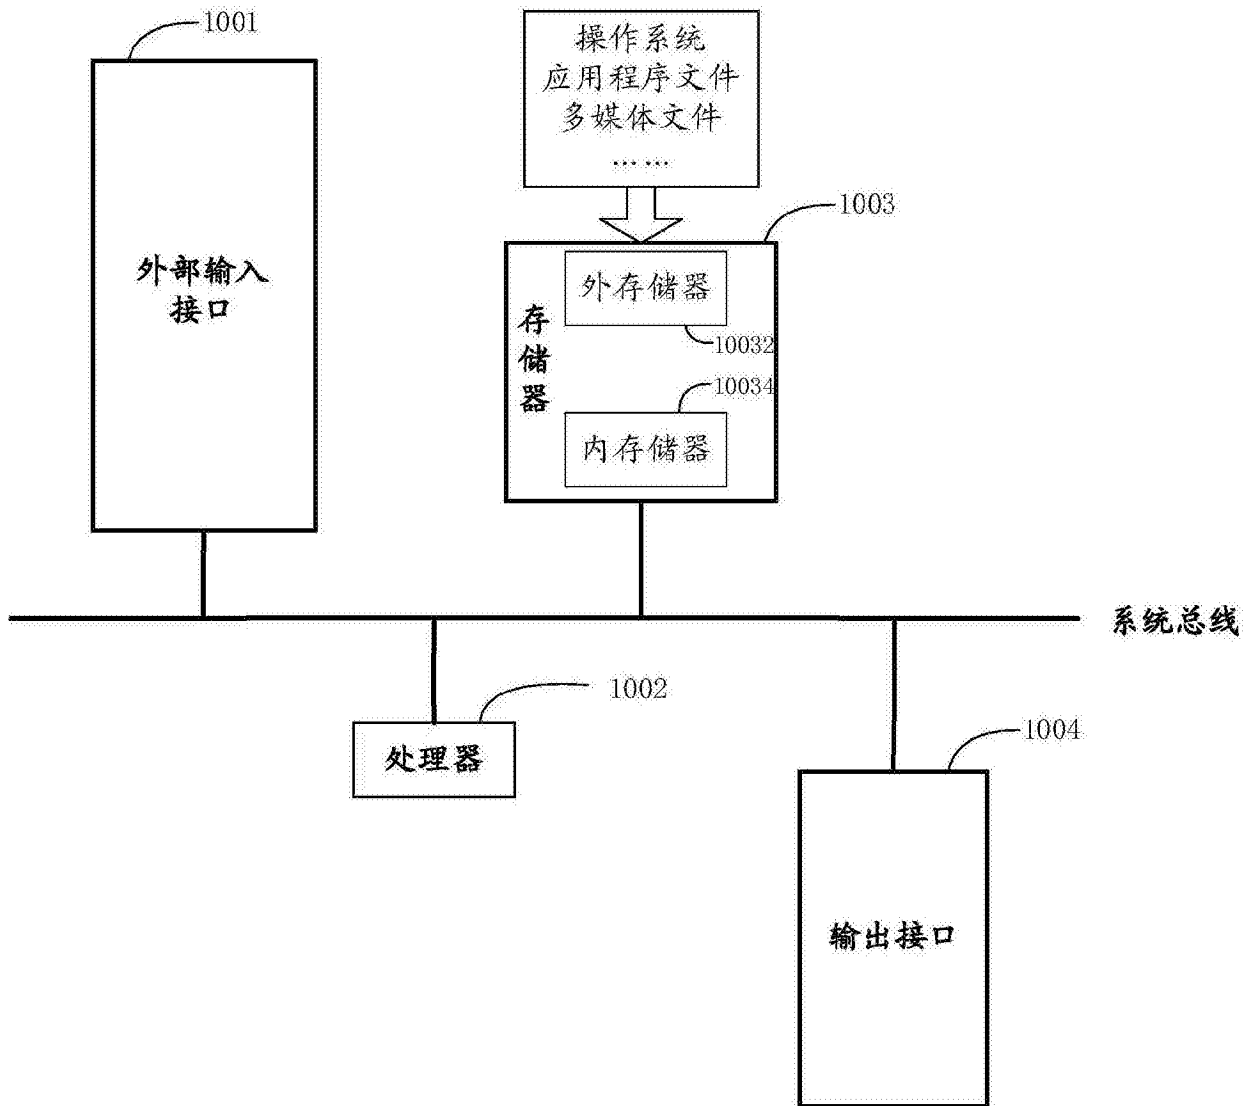 1001
操作系统
应用程序文件
多媒体文件
……
1003
外部输入
接口
存储器
外存储器
10032
10034
内存储器
系统总线
1002
处理器
1004
输出接口